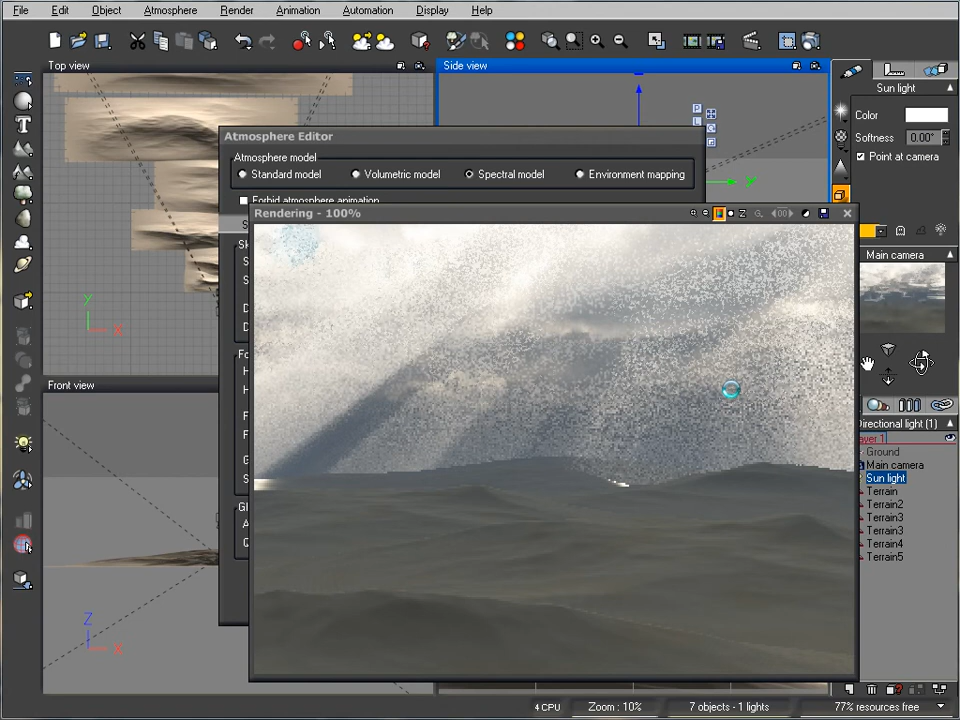 File Edit Object Atmosphere Render Animation Automation Display Help
Top view
Side view
Sun light
Color
Softness 0.00°
Point at camera
Atmosphere Editor
Atmosphere model
Standard model Volumetric model Spectral model Environment mapping
Forbid atmosphere animation
Rendering - 100%
Main camera
Front view
Directional light (1)
Layer 1
Ground
Main camera
Sun light
Terrain
Terrain2
Terrain3
Terrain3
Terrain4
Terrain5
y
x
y
Z
X
4 CPU Zoom : 10% 7 objects - 1 lights 77% resources free